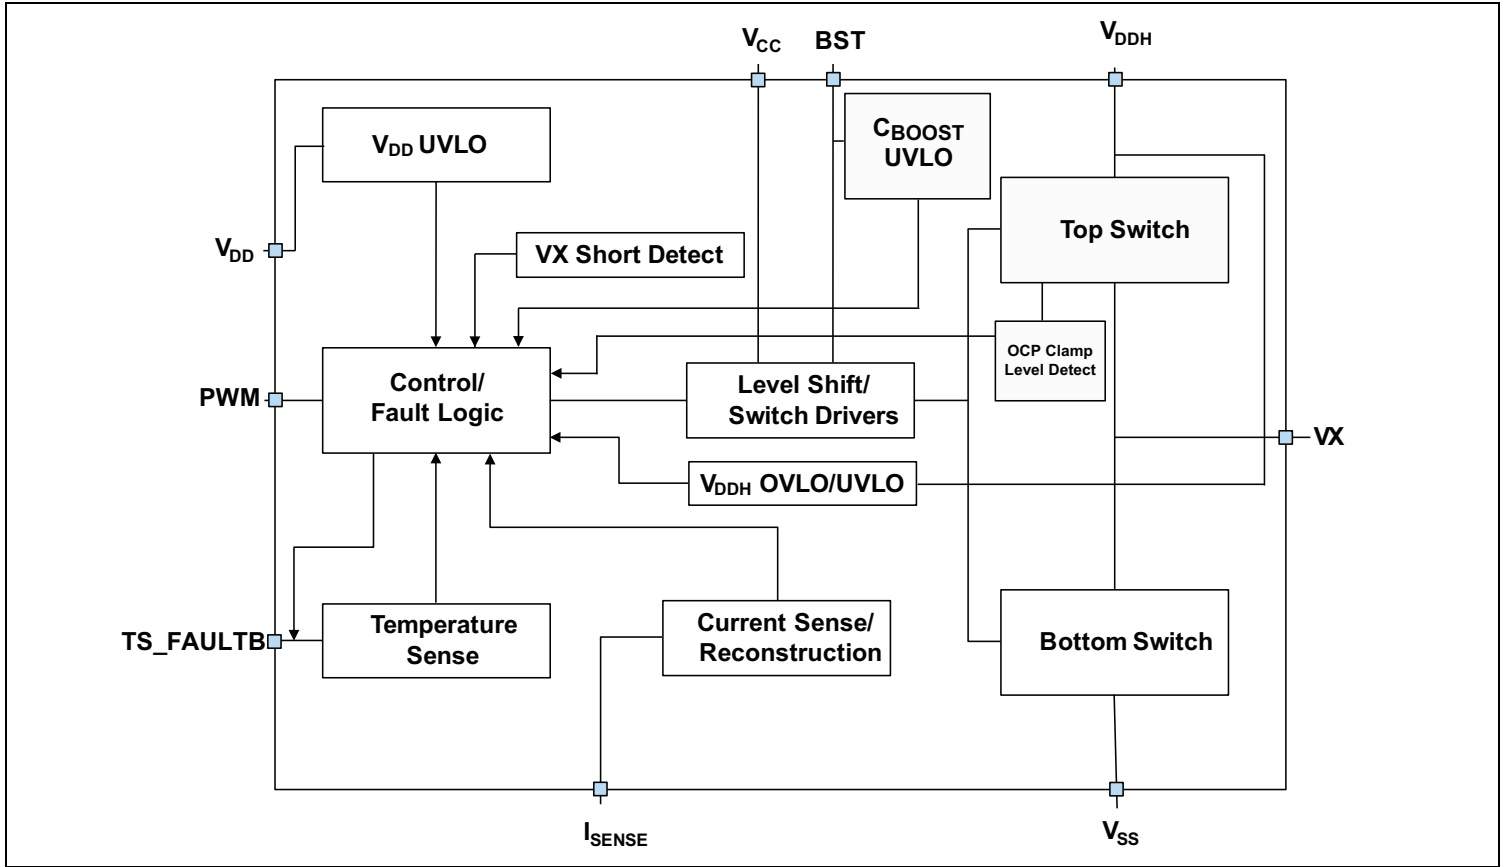 VCC BST VDDH
CBOOST
UVLO
VDD UVLO
Top Switch
VDD
VX Short Detect
OCP Clamp
Level Detect
Control/
Fault Logic
Level Shift/
Switch Drivers
PWM
VX
VDDH OVLO/UVLO
Temperature
Sense
Current Sense/
Reconstruction
TS_FAULTB
Bottom Switch
ISENSE
VSS